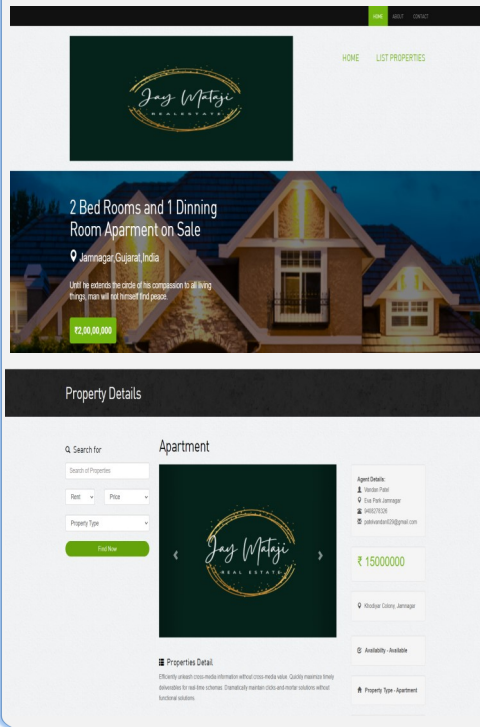 HOME ABOUT CONTACT
Jay Mataji
REALESTATE
HOME LIST PROPERTIES
2 Bed Rooms and 1 Dinning
Room Aparment on Sale
Jamnagar,Gujarat,India
Until he extends the circle of his compassion to all living
things, man will not himself find peace.
₹2,00,00,000
Property Details
Search for
Search of Properties
Rent Price
Property Type
Find Now
Apartment
Jay Mataji
REAL ESTATE
Properties Detail
Efficiently unleash cross-media information without cross-media value. Quickly maximize timely
deliverables for real-time schemas. Dramatically maintain clicks-and-mortar solutions without
functional solutions.
Agent Details:
Vandan Patel
Eva Park Jamnagar
9490278328
patelvandan029@gmail.com
₹ 15000000
Khodiyar Colony, Jamnagar
Availability - Available
Property Type - Apartment